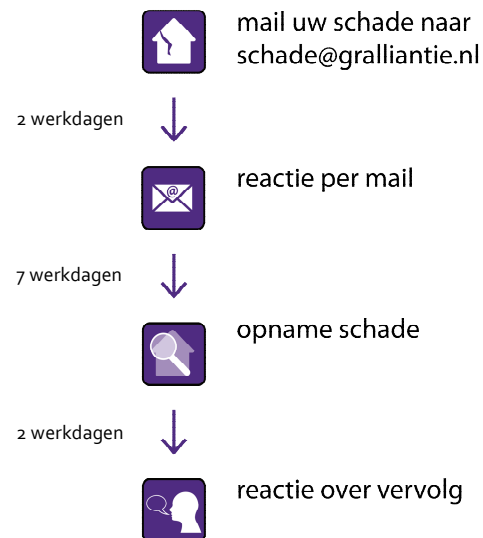 mail uw schade naar
schade@gralliantie.nl
2 werkdagen
@
reactie per mail
7 werkdagen
opname schade
2 werkdagen
reactie over vervolg